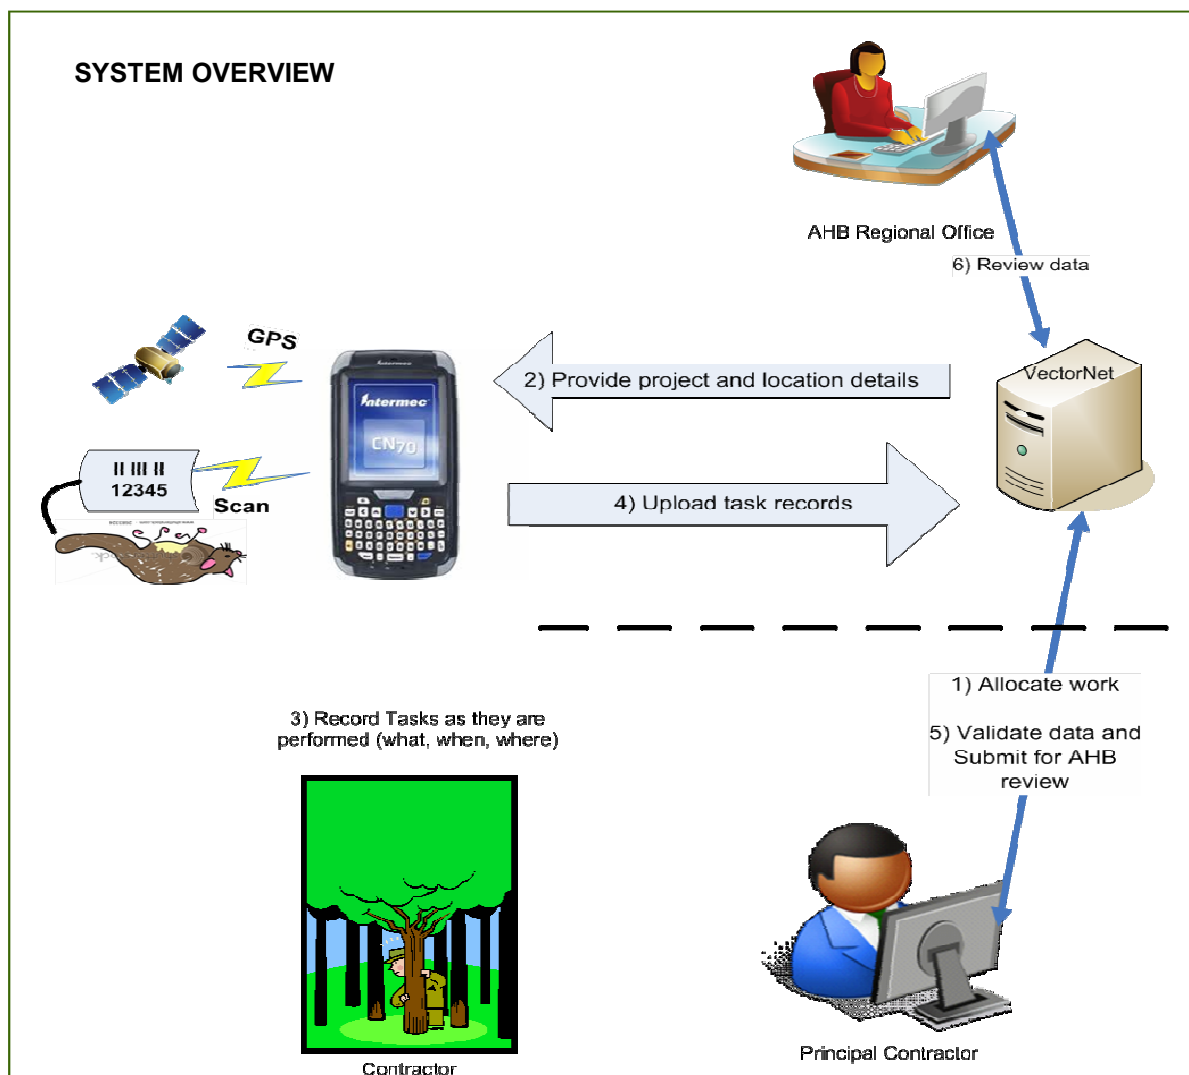 SYSTEM OVERVIEW
AHB Regional Office
6) Review data
GPS
Intermec
Intermec
CN70
2) Provide project and location details
VectorNet
12345
Scan
4) Upload task records
1) Allocate work
5) Validate data and
Submit for AHB
review
3) Record Tasks as they are
performed (what, when, where)
Contractor
Principal Contractor